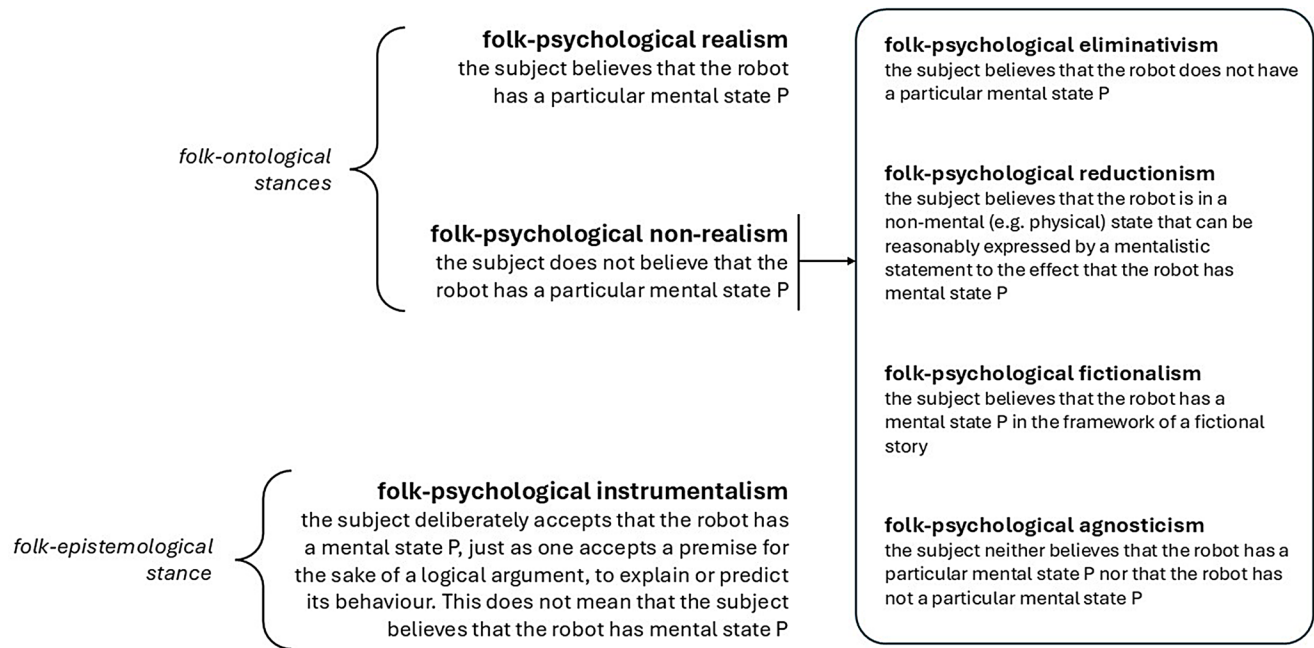 folk-ontological
stances
folk-psychological realism
the subject believes that the robot
has a particular mental state P
folk-psychological non-realism
the subject does not believe that the
robot has a particular mental state P
folk-psychological eliminativism
the subject believes that the robot does not have
a particular mental state P
folk-psychological reductionism
the subject believes that the robot is in a
non-mental (e.g. physical) state that can be
reasonably expressed by a mentalistic
statement to the effect that the robot has
mental state P
folk-psychological fictionalism
the subject believes that the robot has a
mental state P in the framework of a fictional
story
folk-psychological agnosticism
the subject neither believes that the robot has a
particular mental state P nor that the robot has
not a particular mental state P
folk-epistemological
stance
folk-psychological instrumentalism
the subject deliberately accepts that the robot has
a mental state P, just as one accepts a premise for
the sake of a logical argument, to explain or predict
its behaviour. This does not mean that the subject
believes that the robot has mental state P